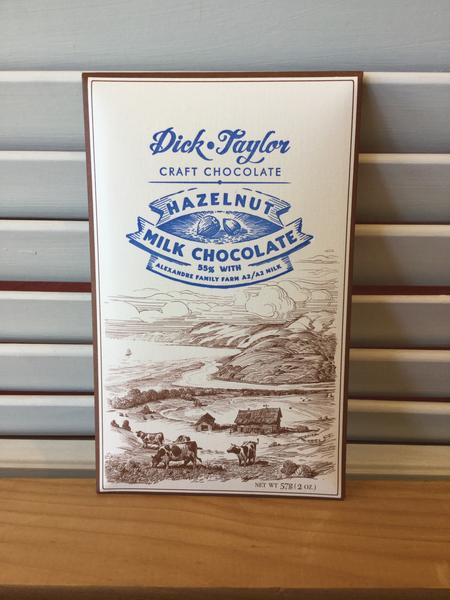 Dick • Taylor
CRAFT CHOCOLATE
HAZELNUT
MILK CHOCOLATE
55% WITH
ALEXANDRE FAMILY FARM A2/A2 MILK
NET WT 57g (2 OZ.)